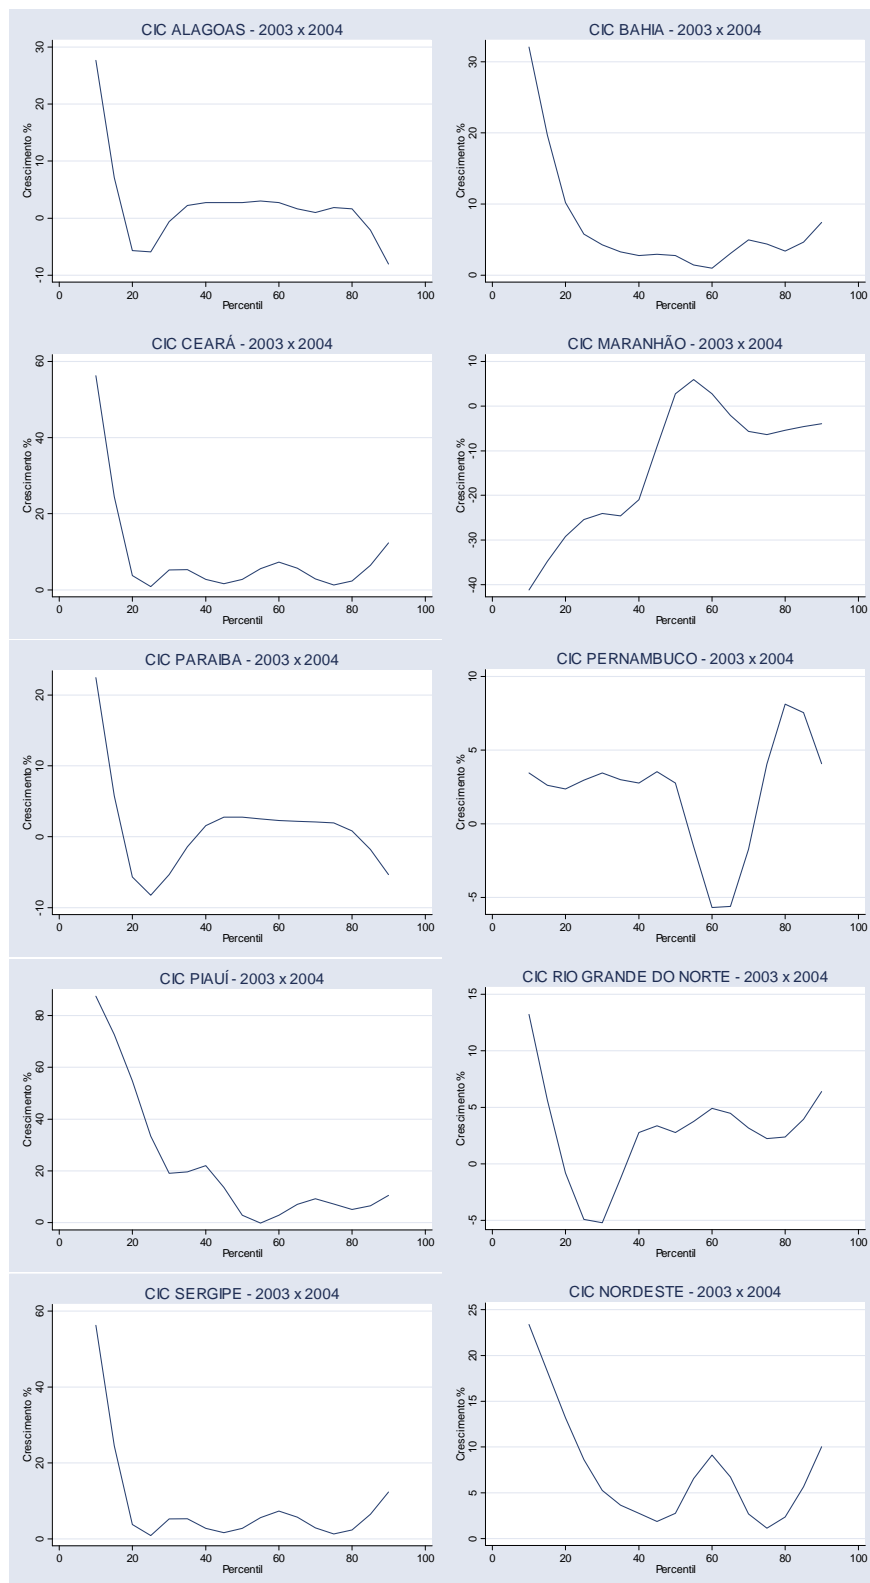 CIC ALAGOAS - 2003 x 2004
Crescimento %
30
20
10
0
-10
0 20 40 60 80 100
Percentil
CIC BAHIA - 2003 x 2004
Crescimento %
30
20
10
0
0 20 40 60 80 100
Percentil
CIC CEARÁ - 2003 x 2004
Crescimento %
60
40
20
0
0 20 40 60 80 100
Percentil
CIC MARANHÃO - 2003 x 2004
Crescimento %
10
0
-10
-20
-30
-40
0 20 40 60 80 100
Percentil
CIC PARAIBA - 2003 x 2004
Crescimento %
20
10
0
-10
0 20 40 60 80 100
Percentil
CIC PERNAMBUCO - 2003 x 2004
Crescimento %
10
5
0
-5
0 20 40 60 80 100
Percentil
CIC PIAUÍ - 2003 x 2004
Crescimento %
80
60
40
20
0
0 20 40 60 80 100
Percentil
CIC RIO GRANDE DO NORTE - 2003 x 2004
Crescimento %
15
10
5
0
-5
0 20 40 60 80 100
Percentil
CIC SERGIPE - 2003 x 2004
Crescimento %
60
40
20
0
0 20 40 60 80 100
Percentil
CIC NORDESTE - 2003 x 2004
Crescimento %
25
20
15
10
5
0
0 20 40 60 80 100
Percentil